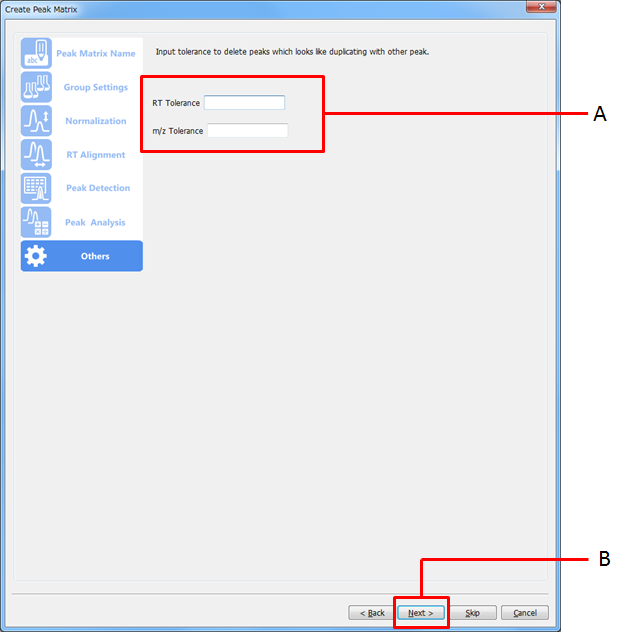 Create Peak Matrix
abc
Peak Matrix Name
Group Settings
Normalization
RT Alignment
Peak Detection
Peak Analysis
Others
Input tolerance to delete peaks which looks like duplicating with other peak.
RT Tolerance
m/z Tolerance
A
B
< Back
Next >
Skip
Cancel